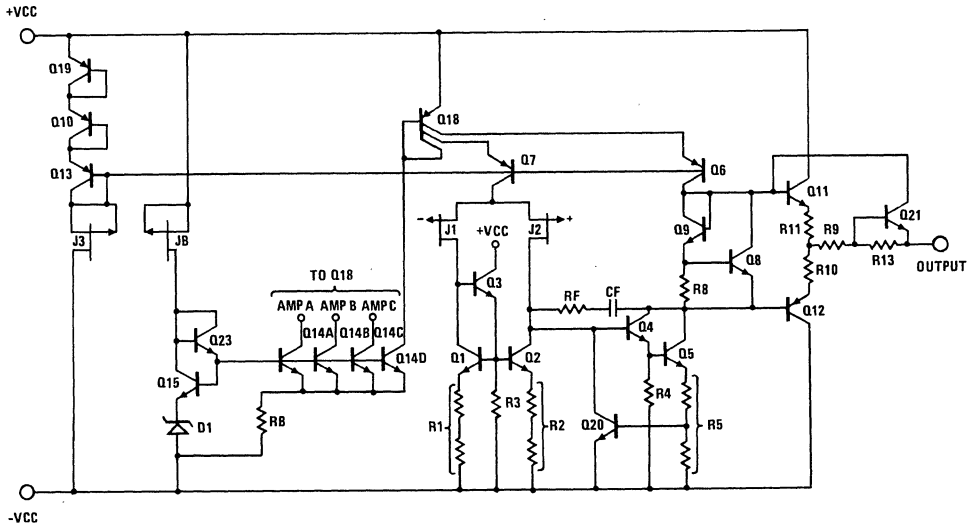 +VCC
Q19
Q10
Q18
Q13
Q7
Q6
Q11
J3
JB
- J1
J2 +
+VCC
Q9
Q21
R11
R9
Q3
Q8
R13
OUTPUT
TO Q18
AMP A AMP B AMP C
R8
R10
RF CF
Q12
Q23
Q14A Q14B Q14C
Q14D
Q4
Q1
Q2
Q5
Q15
D1
RB
R1
R3
R2
R4
Q20
R5
-VCC